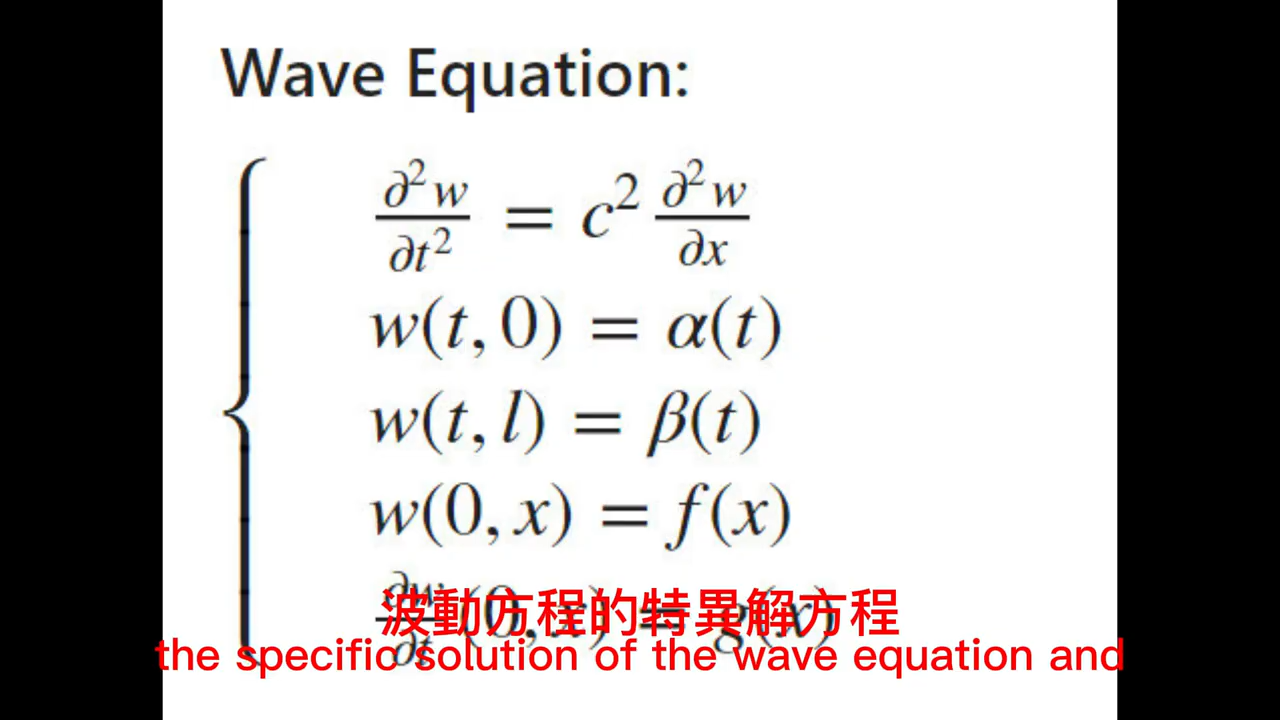 Wave Equation:
∂²w/∂t² = c² ∂²w/∂x
w(t, 0) = α(t)
w(t, l) = β(t)
w(0, x) = f(x)
∂w/∂t (0, x) = g(x)
波動方程的特異解方程
the specific solution of the wave equation and